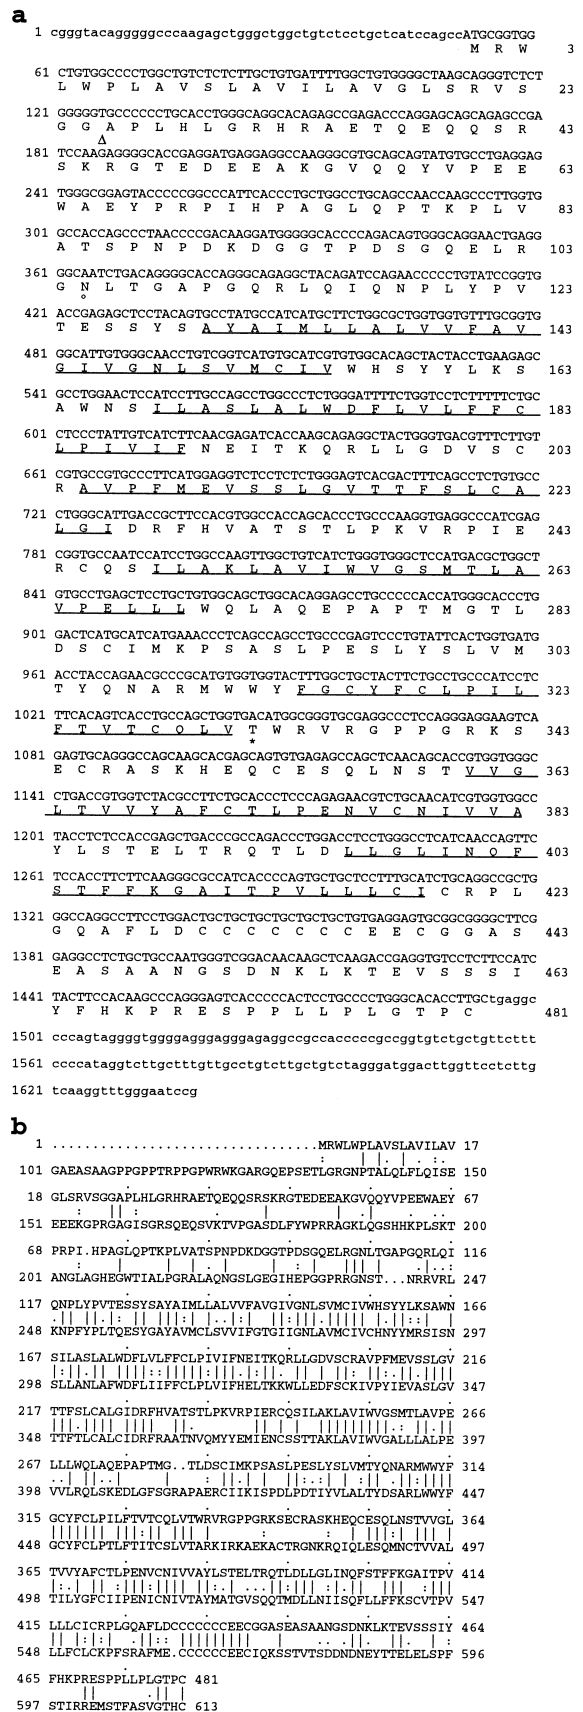 a
1 cgggtacagggggcccaagagctgggctggctgtctcctgctcatccagccATGCGGTGG
M R W 3
61 CTGTGGCCCCTGGCTGTCTCTCTTGCTGTGATTTTGGCTGTGGGGCTAAGCAGGGTCTCT
L W P L A V S L A V I L A V G L S R V S 23
121 GGGGGTGCCCCCCTGCACCTGGGCAGGCACAGAGCCGAGACCCAGGAGCAGCAGAGCCGA
G G A P L H L G R H R A E T Q E Q Q S R 43
Δ
181 TCCAAGAGGGGCACCGAGGATGAGGAGGCCAAGGGCGTGCAGCAGTATGTGCCTGAGGAG
S K R G T E D E E A K G V Q Q Y V P E E 63
241 TGGGCGGAGTACCCCCGGCCCATTCACCCTGCTGGCCTGCAGCCAACCAAGCCCTTGGTG
W A E Y P R P I H P A G L Q P T K P L V 83
301 GCCACCAGCCCTAACCCCGACAAGGATGGGGGCACCCCAGACAGTGGGCAGGAACTGAGG
A T S P N P D K D G G T P D S G Q E L R 103
361 GGCAATCTGACAGGGGCACCAGGGCAGAGGCTACAGATCCAGAACCCCCTGTATCCGGTG
G N L T G A P G Q R L Q I Q N P L Y P V 123
°
421 ACCGAGAGCTCCTACAGTGCCTATGCCATCATGCTTCTGGCGCTGGTGGTGTTTGCGGTG
T E S S Y S A Y A I M L L A L V V F A V 143
481 GGCATTGTGGGCAACCTGTCGGTCATGTGCATCGTGTGGCACAGCTACTACCTGAAGAGC
G I V G N L S V M C I V W H S Y Y L K S 163
541 GCCTGGAACTCCATCCTTGCCAGCCTGGCCCTCTGGGATTTTCTGGTCCTCTTTTTCTGC
A W N S I L A S L A L W D F L V L F F C 183
601 CTCCCTATTGTCATCTTCAACGAGATCACCAAGCAGAGGCTACTGGGTGACGTTTCTTGT
L P I V I F N E I T K Q R L L G D V S C 203
661 CGTGCCGTGCCCTTCATGGAGGTCTCCTCTCTGGGAGTCACGACTTTCAGCCTCTGTGCC
R A V P F M E V S S L G V T T F S L C A 223
721 CTGGGCATTGACCGCTTCCACGTGGCCACCAGCACCCTGCCCAAGGTGAGGCCCATCGAG
L G I D R F H V A T S T L P K V R P I E 243
781 CGGTGCCAATCCATCCTGGCCAAGTTGGCTGTCATCTGGGTGGGCTCCATGACGCTGGCT
R C Q S I L A K L A V I W V G S M T L A 263
841 GTGCCTGAGCTCCTGCTGTGGCAGCTGGCACAGGAGCCTGCCCCCACCATGGGCACCCTG
V P E L L L W Q L A Q E P A P T M G T L 283
901 GACTCATGCATCATGAAACCCTCAGCCAGCCTGCCCGAGTCCCTGTATTCACTGGTGATG
D S C I M K P S A S L P E S L Y S L V M 303
961 ACCTACCAGAACGCCCGCATGTGGTGGTACTTTGGCTGCTACTTCTGCCTGCCCATCCTC
T Y Q N A R M W W Y F G C Y F C L P I L 323
1021 TTCACAGTCACCTGCCAGCTGGTGACATGGCGGGTGCGAGGCCCTCCAGGGAGGAAGTCA
F T V T C Q L V T W R V R G P P G R K S 343
*
1081 GAGTGCAGGGCCAGCAAGCACGAGCAGTGTGAGAGCCAGCTCAACAGCACCGTGGTGGGC
E C R A S K H E Q C E S Q L N S T V V G 363
1141 CTGACCGTGGTCTACGCCTTCTGCACCCTCCCAGAGAACGTCTGCAACATCGTGGTGGCC
L T V V Y A F C T L P E N V C N I V V A 383
1201 TACCTCTCCACCGAGCTGACCCGCCAGACCCTGGACCTCCTGGGCCTCATCAACCAGTTC
Y L S T E L T R Q T L D L L G L I N Q F 403
1261 TCCACCTTCTTCAAGGGCGCCATCACCCCAGTGCTGCTCCTTTGCATCTGCAGGCCGCTG
S T F F K G A I T P V L L L C I C R P L 423
1321 GGCCAGGCCTTCCTGGACTGCTGCTGCTGCTGCTGCTGTGAGGAGTGCGGCGGGGCTTCG
G Q A F L D C C C C C C C E E C G G A S 443
1381 GAGGCCTCTGCTGCCAATGGGTCGGACAACAAGCTCAAGACCGAGGTGTCCTCTTCCATC
E A S A A N G S D N K L K T E V S S S I 463
1441 TACTTCCACAAGCCCAGGGAGTCACCCCCACTCCTGCCCCTGGGCACACCTTGCtgaggc
Y F H K P R E S P P L L P L G T P C 481
1501 cccagtaggggtggggagggagggagaggccgccacccccgccggtgtctgctgttcttt
1561 ccccataggtcttgctttgttgcctgtcttgctgtctagggatggacttggttcctcttg
1621 tcaaggtttgggaatccg
b
1 .................................MRWLWPLAVSLAVILAV 17
101 GAEASAAGPPGPPTRPPGPWRWKGARGQEPSETLGRGNPTALQLFLQISE 150
18 GLSRVSGGAPLHLGRHRAETQEQQSRSKRGTEDEEAKGVQQYVPEEWAEY 67
151 EEEKGPRGAGISGRSQEQSVKTVPGASDLFYWPRRAGKLQGSHHKPLSKT 200
68 PRPI.HPAGLQPTKPLVATSPNPDKDGGTPDSGQELRGNLTGAPGQRLQI 116
201 ANGLAGHEGWTIALPGRALAQNGSLGEGIHEPGGPRRGNST...NRRVRL 247
117 QNPLYPVTESSYSAYAIMLLALVVFAVGIVGNLSVMCIVWHSYYLKSAWN 166
248 KNPFYPLTQESYGAYAVMCLSVVIFGTGIIGNLAVMCIVCHNYYMRSISN 297
167 SILASLALWDFLVLFFCLPIVIFNEITKQRLLGDVSCRAVPFMEVSSLGV 216
298 SLLANLAFWDFLIIFFCLPLVIFHELTKKWLLEDFSCKIVPYIEVASLGV 347
217 TTFSLCALGIDRFHVATSTLPKVRPIERCQSILAKLAVIWVGSMTLAVPE 266
348 TTFTLCALCIDRFRAATNVQMYYEMIENCSSTTAKLAVIWVGALLLALPE 397
267 LLLWQLAQEPAPTMG..TLDSCIMKPSASLPESLYSLVMTYQNARMWWYF 314
398 VVLRQLSKEDLGFSGRAPAERCIIKISPDLPDTIYVLALTYDSARLWWYF 447
315 GCYFCLPILFTVTCQLVTWRVRGPPGRKSECRASKHEQCESQLNSTVVGL 364
448 GCYFCLPTLFTITCSLVTARKIRKAEKACTRGNKRQIQLESQMNCTVVAL 497
365 TVVYAFCTLPENVCNIVVAYLSTELTRQTLDLLGLINQFSTFFKGAITPV 414
498 TILYGFCIIPENICNIVTAYMATGVSQQTMDLLNIISQFLLFFKSCVTPV 547
415 LLLCICRPLGQAFLDCCCCCCCEECGGASEASAANGSDNKLKTEVSSSIY 464
548 LLFCLCKPFSRAFME.CCCCCCEECIQKSSTVTSDDNDNEYTTELELSPF 596
465 FHKPRESPPLLPLGTPC 481
597 STIRREMSTFASVGTHC 613